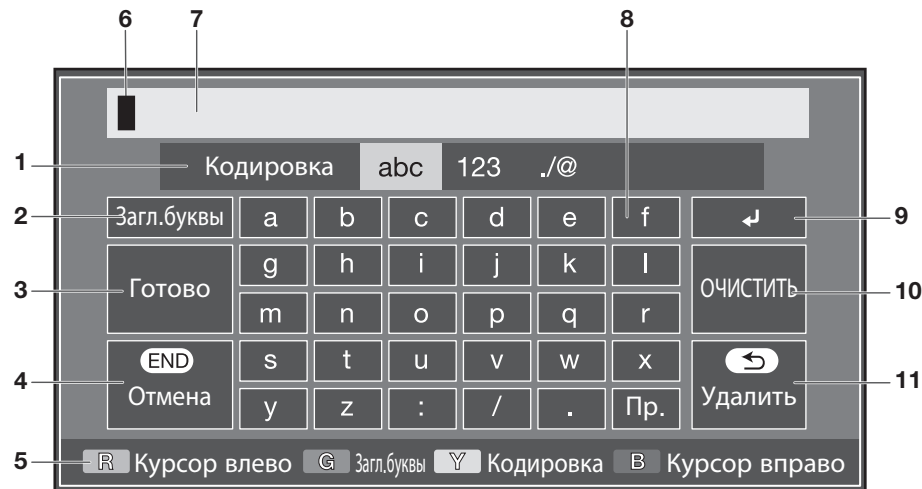 6 7 8
1 Кодировка abc 123 ./@
2 Загл.буквы a b c d e f ↲ 9
g h i j k l
3 Готово ОЧИСТИТЬ 10
m n o p q r
END s t u v w x
4 Отмена Удалить 11
y z : / . Пр.
5 R Курсор влево G Загл.буквы Y Кодировка B Курсор вправо